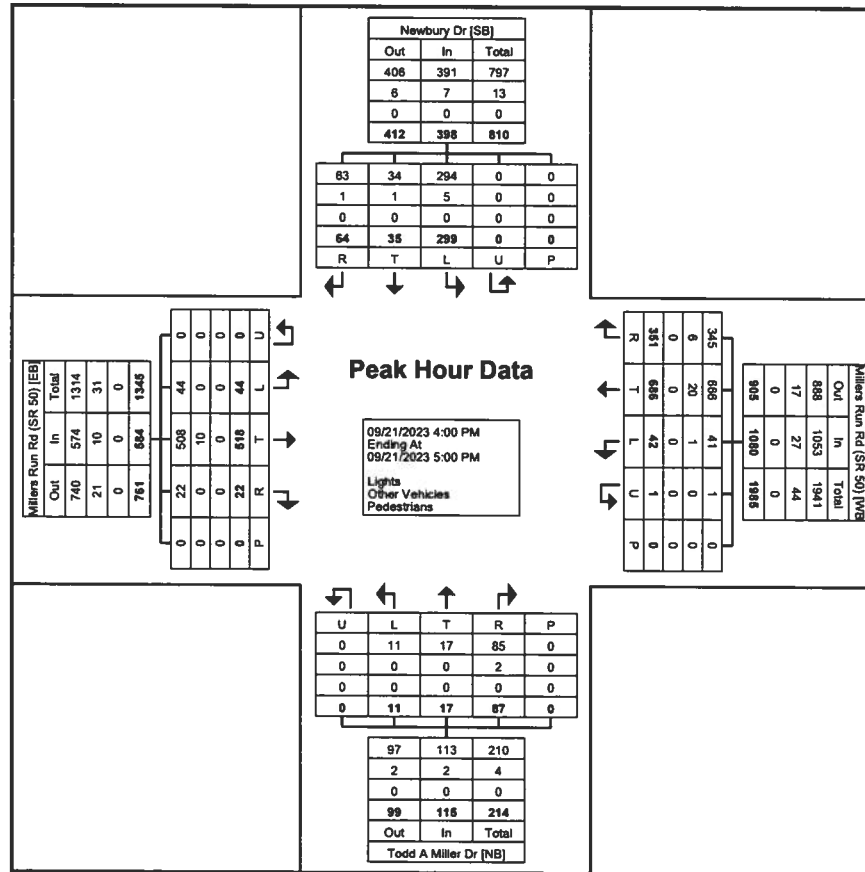 Newbury Dr [SB]
Out In Total
406 391 797
6 7 13
0 0 0
412 398 810
63 34 294 0 0
1 1 5 0 0
0 0 0 0 0
64 35 299 0 0
R T L U P
Millers Run Rd (SR 50) [EB]
Out In Total
740 574 1314
21 10 31
0 0 0
761 584 1345
0 44 508 22 0
0 0 10 0 0
0 0 0 0 0
0 44 518 22 0
U L T R P
Peak Hour Data
09/21/2023 4:00 PM
Ending At
09/21/2023 5:00 PM
Lights
Other Vehicles
Pedestrians
Millers Run Rd (SR 50) [WB]
Out In Total
888 1053 1941
17 27 44
0 0 0
905 1080 1985
345 666 41 1 0
6 20 1 0 0
0 0 0 0 0
351 686 42 1 0
R T L U P
U L T R P
0 11 17 85 0
0 0 0 2 0
0 0 0 0 0
0 11 17 87 0
97 113 210
2 2 4
0 0 0
99 115 214
Out In Total
Todd A Miller Dr [NB]